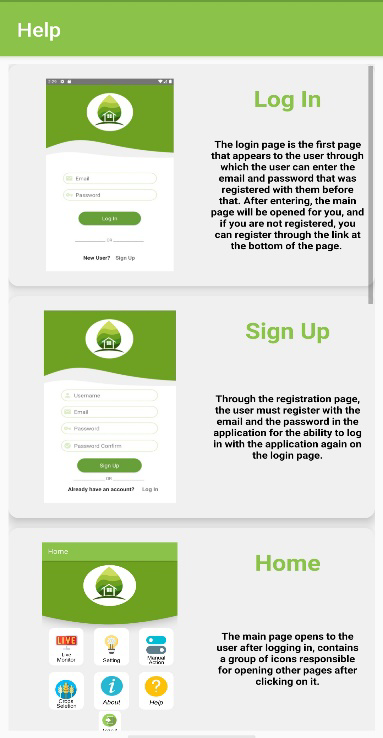 Help
Log In
The login page is the first page
that appears to the user through
which the user can enter the
email and password that was
registered with them before
that. After entering, the main
page will be opened for you, and
if you are not registered, you
can register through the link at
the bottom of the page.
Email
Password
Log In
OR
New User? Sign Up
Sign Up
Through the registration page,
the user must register with the
email and the password in the
application for the ability to log
in with the application again on
the login page.
Username
Email
Password
Password Confirm
Sign Up
OR
Already have an account? Log in
Home
The main page opens to the
user after logging in, contains
a group of icons responsible
for opening other pages after
clicking on it.
Home
LIVE
Live
Monitor
Setting
Manual
Action
Crops
Seletion
About
Help